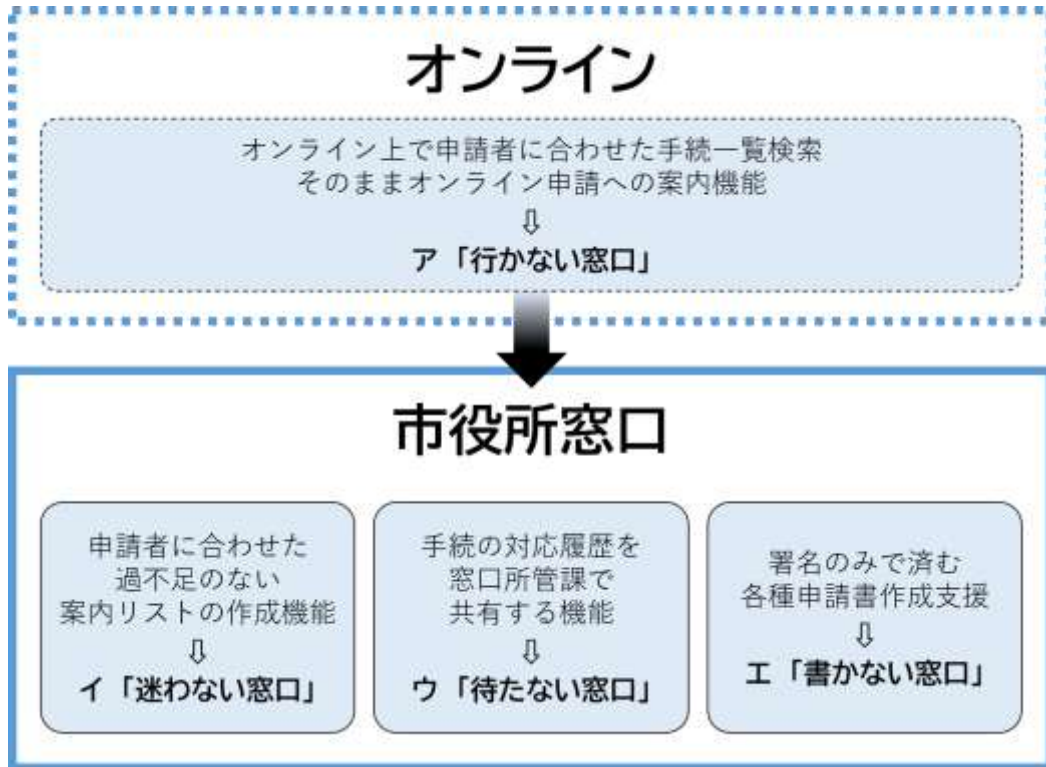 オンライン
オンライン上で申請者に合わせた手続一覧検索
そのままオンライン申請への案内機能
⇩
ア「行かない窓口」
市役所窓口
申請者に合わせた
過不足のない
案内リストの作成機能
⇩
イ「迷わない窓口」
手続の対応履歴を
窓口所管課で
共有する機能
⇩
ウ「待たない窓口」
署名のみで済む
各種申請書作成支援
⇩
エ「書かない窓口」